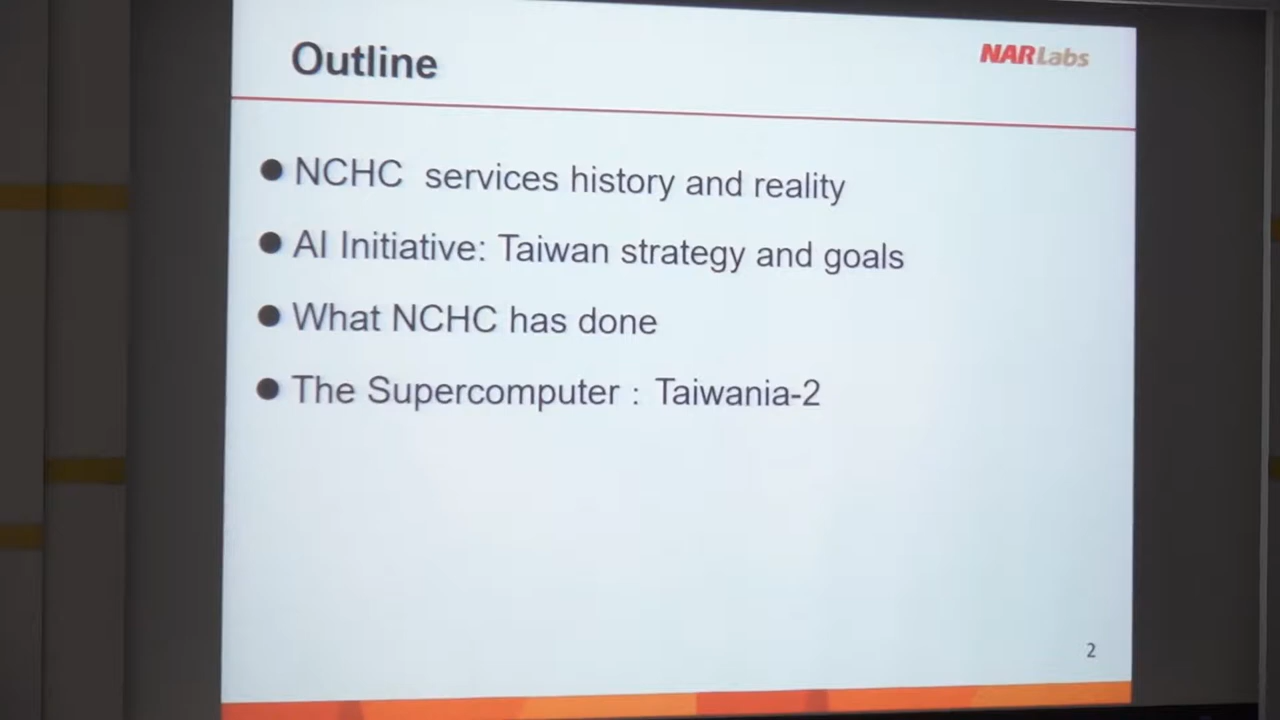 Outline
NARLabs
● NCHC services history and reality
● AI Initiative: Taiwan strategy and goals
● What NCHC has done
● The Supercomputer：Taiwania-2
2